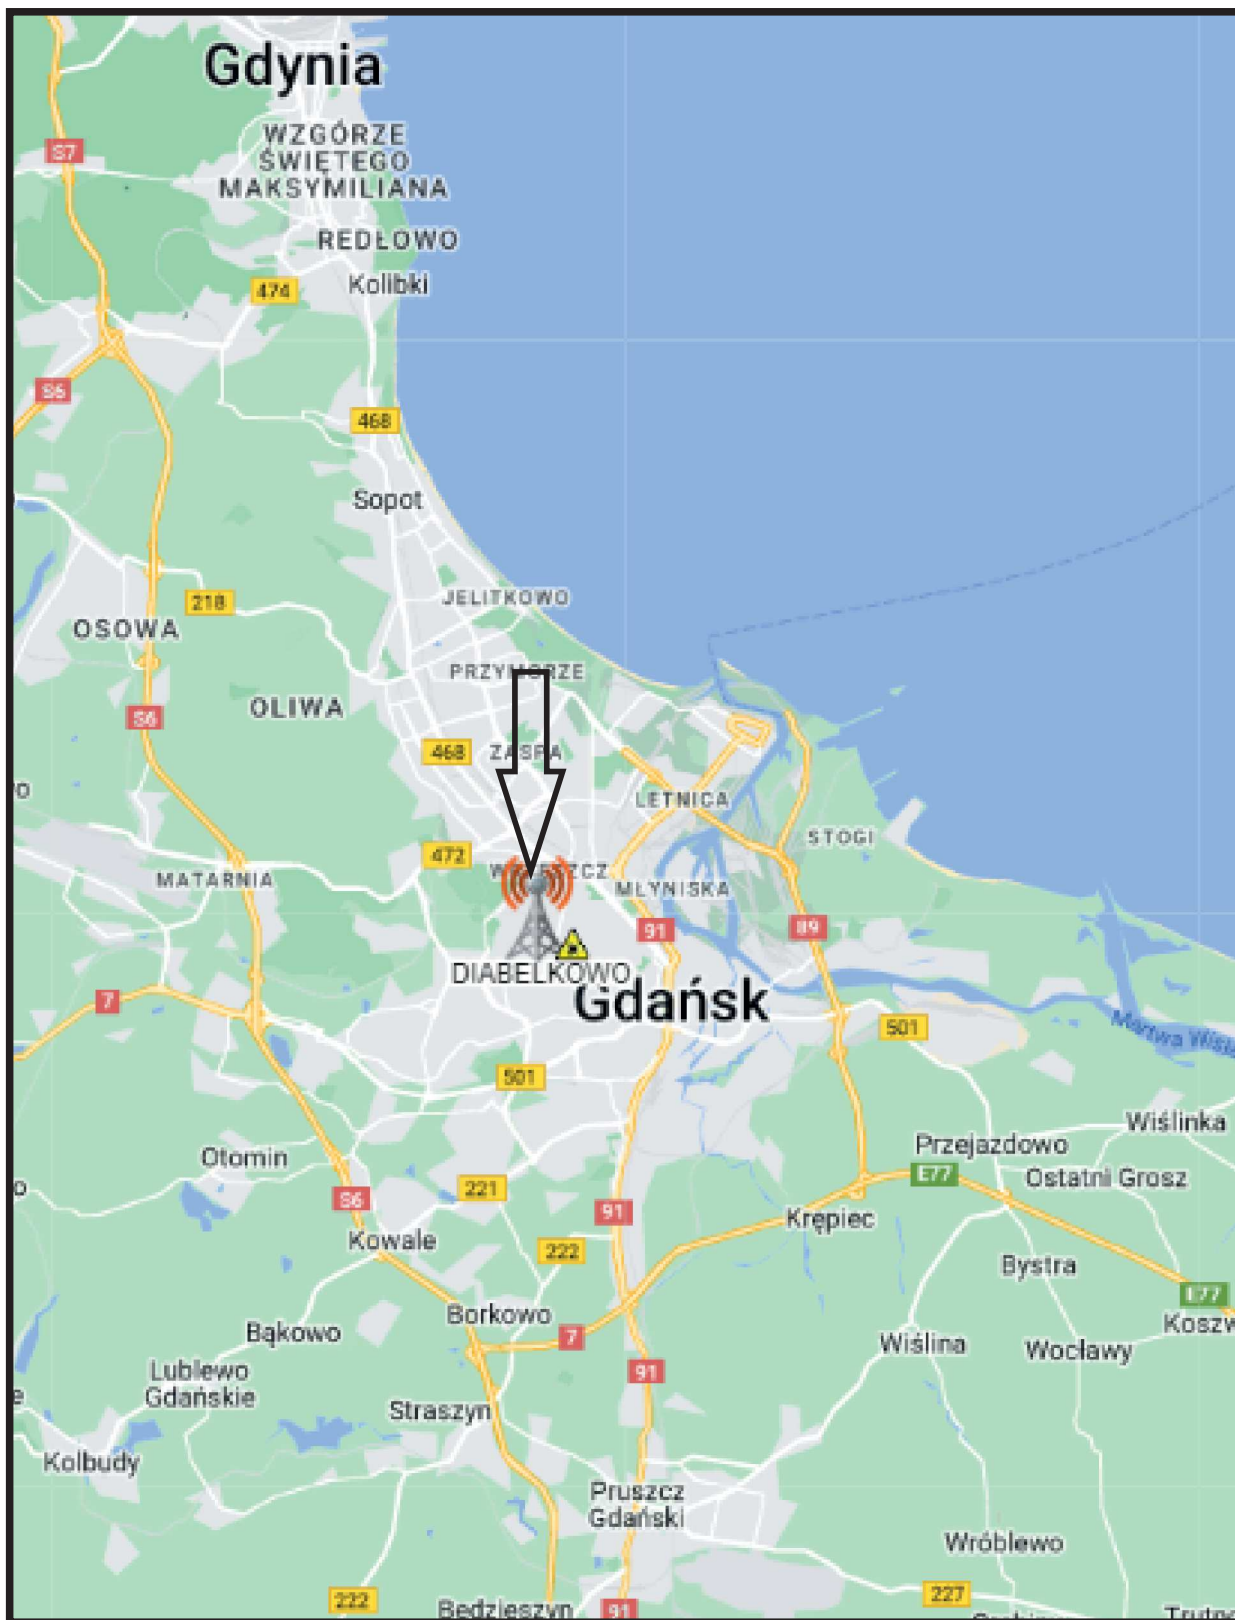 Gdynia
WZGÓRZE
ŚWIĘTEGO
MAKSYMILIANA
S7
REDŁOWO
Kolibki
474
S6
468
Sopot
JELITKOWO
218
OSOWA
PRZYMORZE
OLIWA
S6
468
ZASPA
LETNICA
STOGI
472
MATARNIA
MŁYNISKA
91
89
DIABELKOWO
7
Gdańsk
501
Martwa Wisła
501
Wiślinka
Przejazdowo
Otomin
E77
Ostatni Grosz
221
S6
91
Krępiec
Kowale
222
Bystra
E77
Borkowo
Bąkowo
7
Wiślina
Wocławy
Lublewo
Gdańskie
91
Straszyn
Kolbudy
Pruszcz
Gdański
Wróblewo
222
227
91